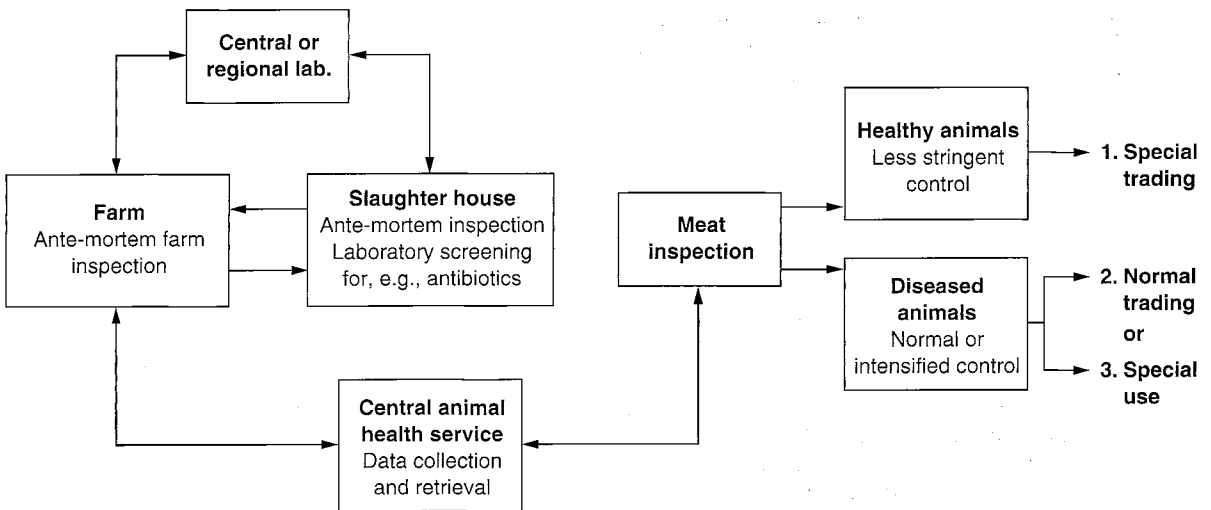 Central or
regional lab.
Farm
Ante-mortem farm
inspection
Slaughter house
Ante-mortem inspection
Laboratory screening
for, e.g., antibiotics
Central animal
health service
Data collection
and retrieval
Meat
inspection
Healthy animals
Less stringent
control
Diseased
animals
Normal or
intensified control
1. Special
trading
2. Normal
trading
or
3. Special
use